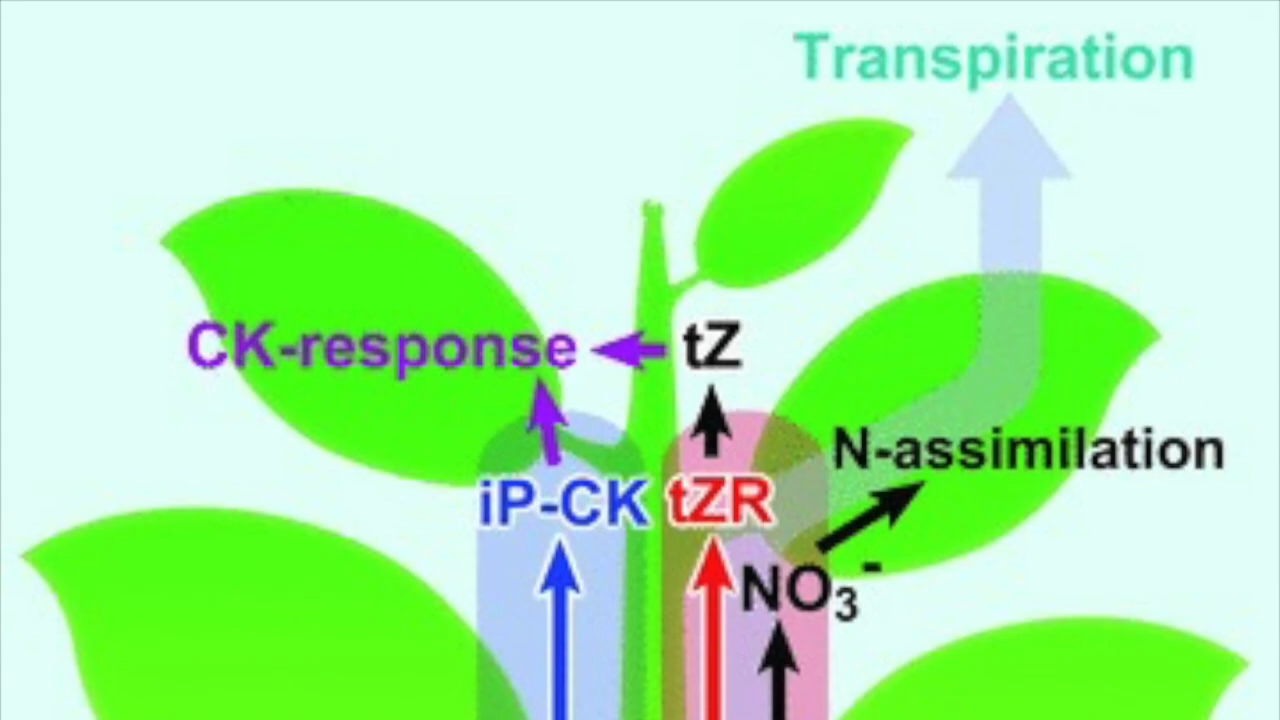 Transpiration
CK-response
tZ
N-assimilation
iP-CK
tZR
NO₃⁻